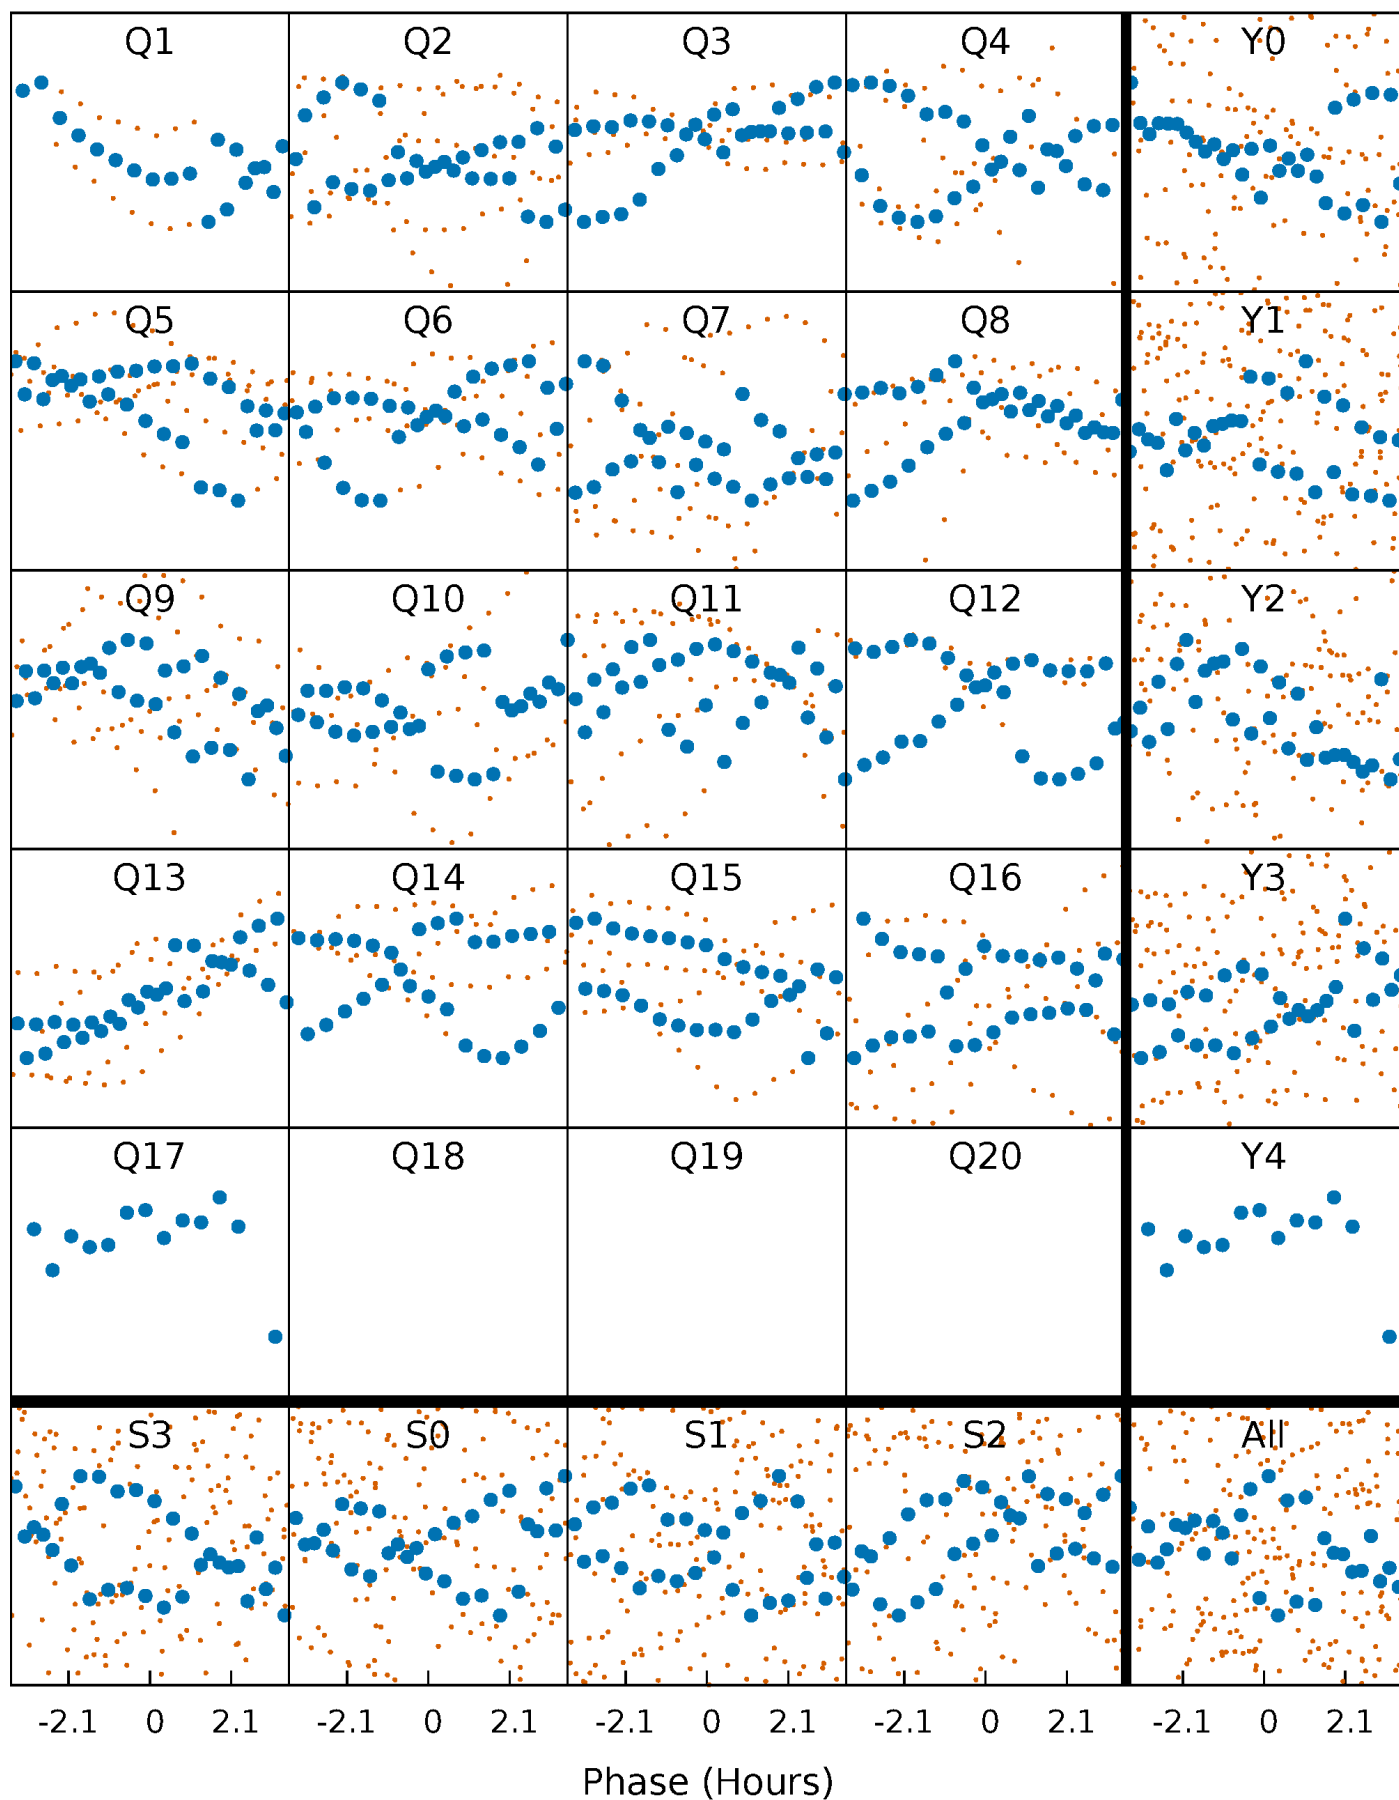 Q1 Q2 Q3 Q4 Y0
Q5 Q6 Q7 Q8 Y1
Q9 Q10 Q11 Q12 Y2
Q13 Q14 Q15 Q16 Y3
Q17 Q18 Q19 Q20 Y4
S3 S0 S1 S2 All
-2.1 0 2.1 -2.1 0 2.1 -2.1 0 2.1 -2.1 0 2.1 -2.1 0 2.1
Phase (Hours)